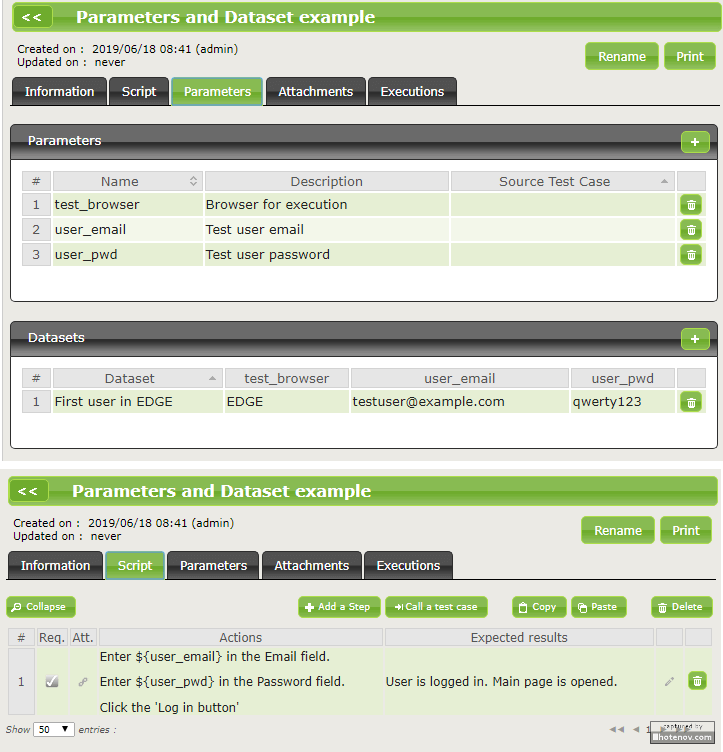 << Parameters and Dataset example
Created on : 2019/06/18 08:41 (admin)
Updated on : never
Rename Print
Information Script Parameters Attachments Executions
Parameters +
# Name Description Source Test Case
1 test_browser Browser for execution
2 user_email Test user email
3 user_pwd Test user password
Datasets +
# Dataset test_browser user_email user_pwd
1 First user in EDGE EDGE testuser@example.com qwerty123
<< Parameters and Dataset example
Created on : 2019/06/18 08:41 (admin)
Updated on : never
Rename Print
Information Script Parameters Attachments Executions
Collapse Add a Step Call a test case Copy Paste Delete
# Req. Att. Actions Expected results
Enter ${user_email} in the Email field.
1 Enter ${user_pwd} in the Password field. User is logged in. Main page is opened.
Click the 'Log in button'
Show 50 entries :
1
captured by
hotenov.com